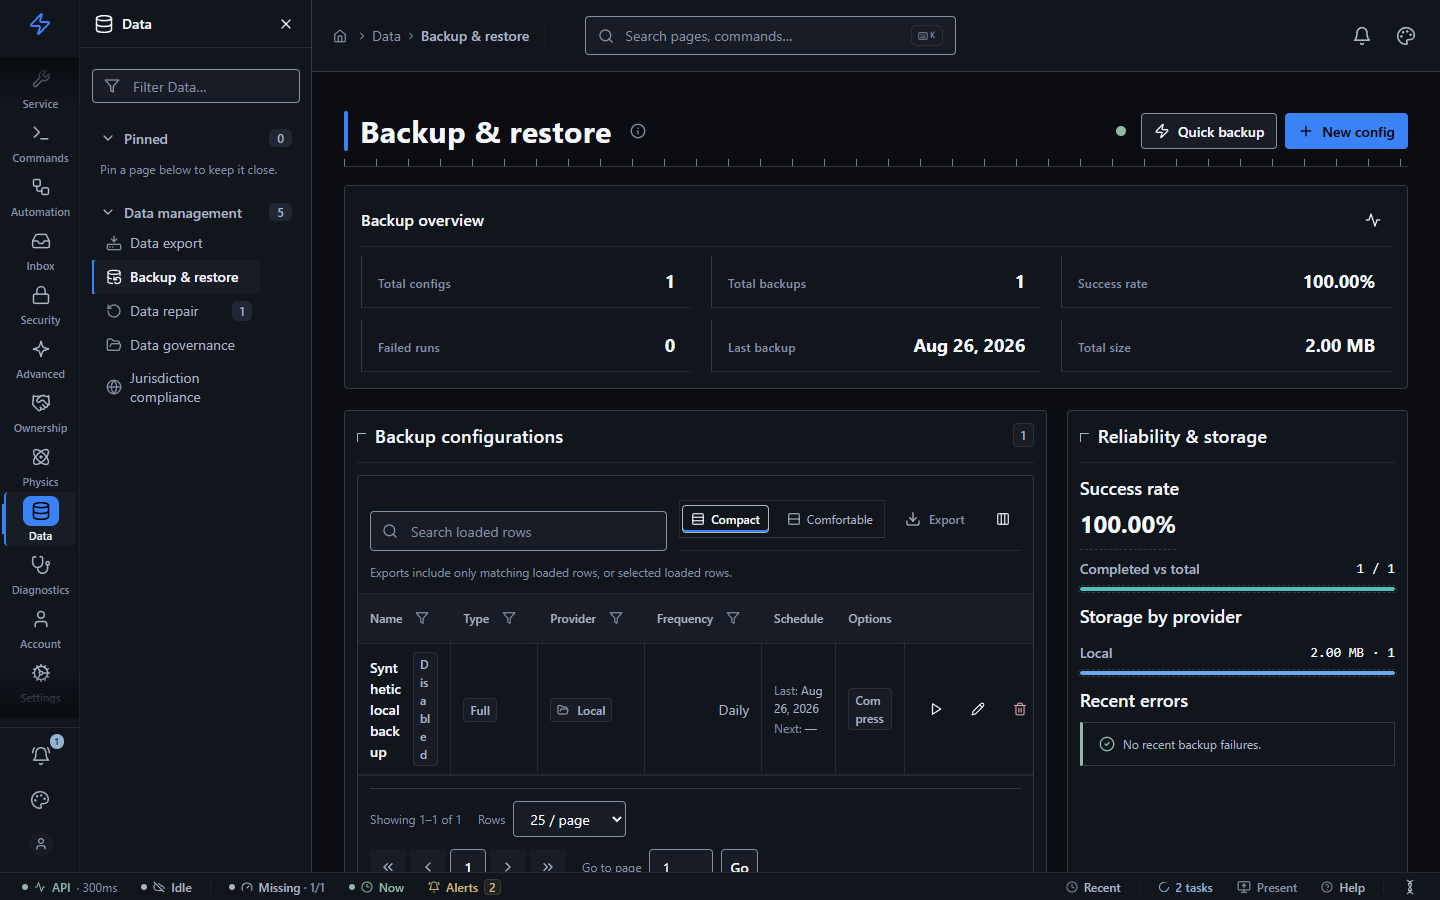 Data
Data
Backup & restore
Search pages, commands...
K
Service
Commands
Automation
Inbox
Security
Advanced
Ownership
Physics
Data
Diagnostics
Account
Settings
1
Filter Data...
Pinned
0
Pin a page below to keep it close.
Data management
5
Data export
Backup & restore
Data repair
1
Data governance
Jurisdiction
compliance
Backup & restore
Quick backup
New config
Backup overview
Total configs
1
Total backups
1
Success rate
100.00%
Failed runs
0
Last backup
Aug 26, 2026
Total size
2.00 MB
Backup configurations
1
Search loaded rows
Compact
Comfortable
Export
Exports include only matching loaded rows, or selected loaded rows.
Name
Type
Provider
Frequency
Schedule
Options
Synt
hetic
local
back
up
D
is
a
bl
e
d
Full
Local
Daily
Last: Aug
26, 2026
Next: —
Com
press
Showing 1–1 of 1
Rows
25 / page
1
Go to page
1
Go
Reliability & storage
Success rate
100.00%
Completed vs total
1 / 1
Storage by provider
Local
2.00 MB · 1
Recent errors
No recent backup failures.
API · 300ms
Idle
Missing · 1/1
Now
Alerts 2
Recent
2 tasks
Present
Help